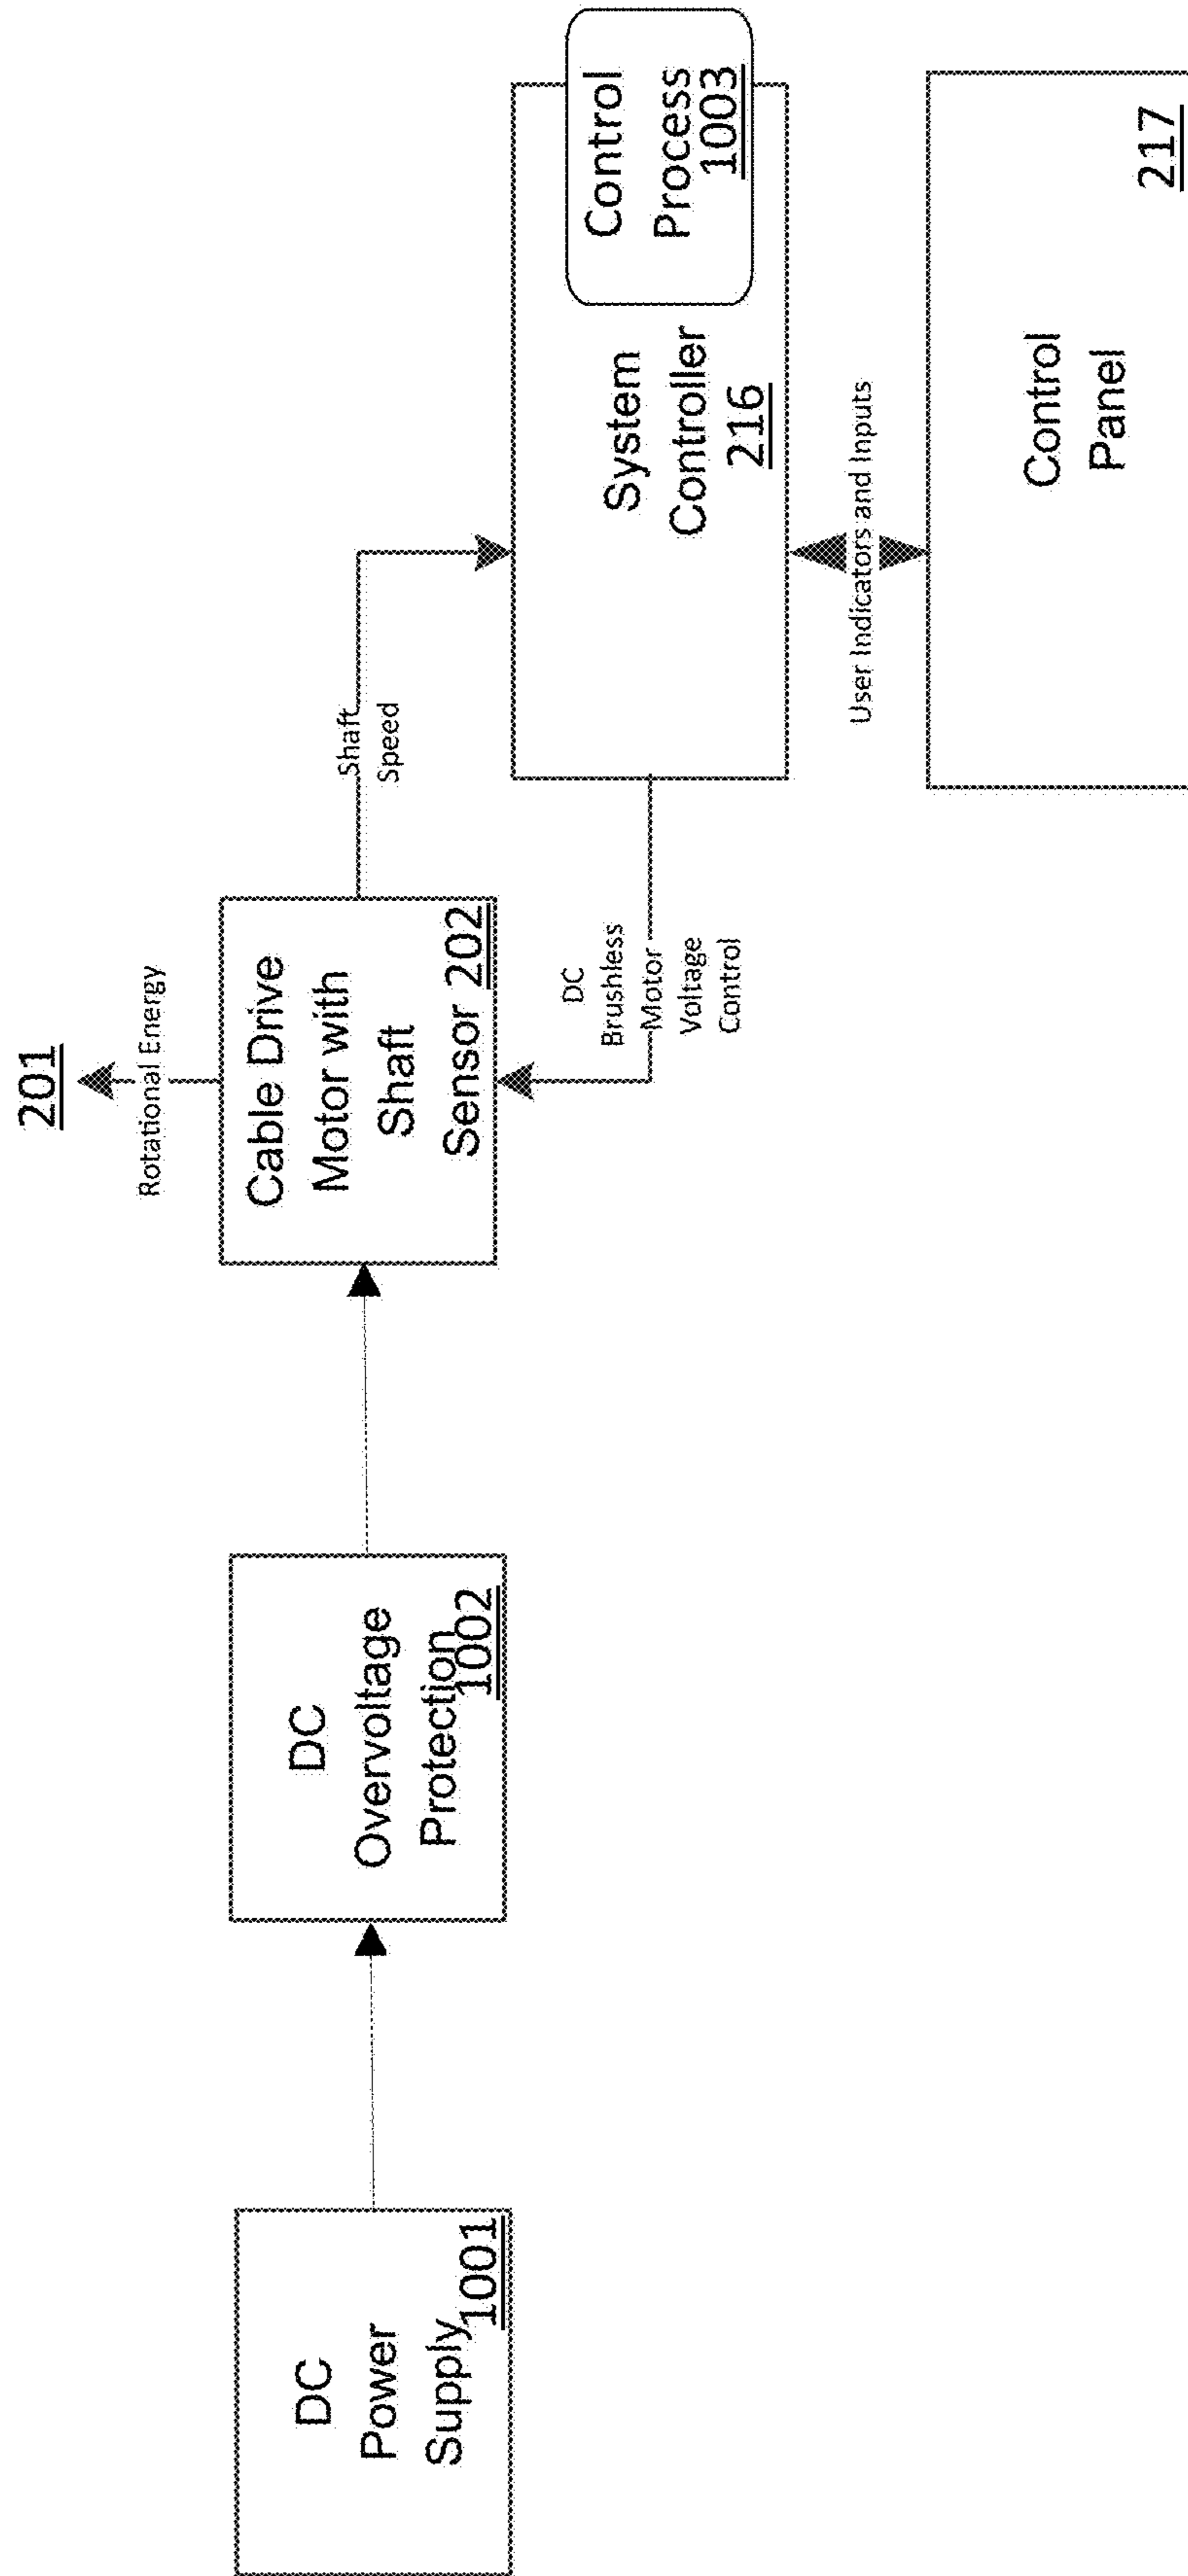 201
Rotational Energy
DC
Power
Supply 1001
DC
Overvoltage
Protection
1002
Cable Drive
Motor with
Shaft
Sensor 202
Shaft
Speed
DC
Brushless
Motor
Voltage
Control
System
Controller
216
Control
Process
1003
User Indicators and Inputs
Control
Panel
217